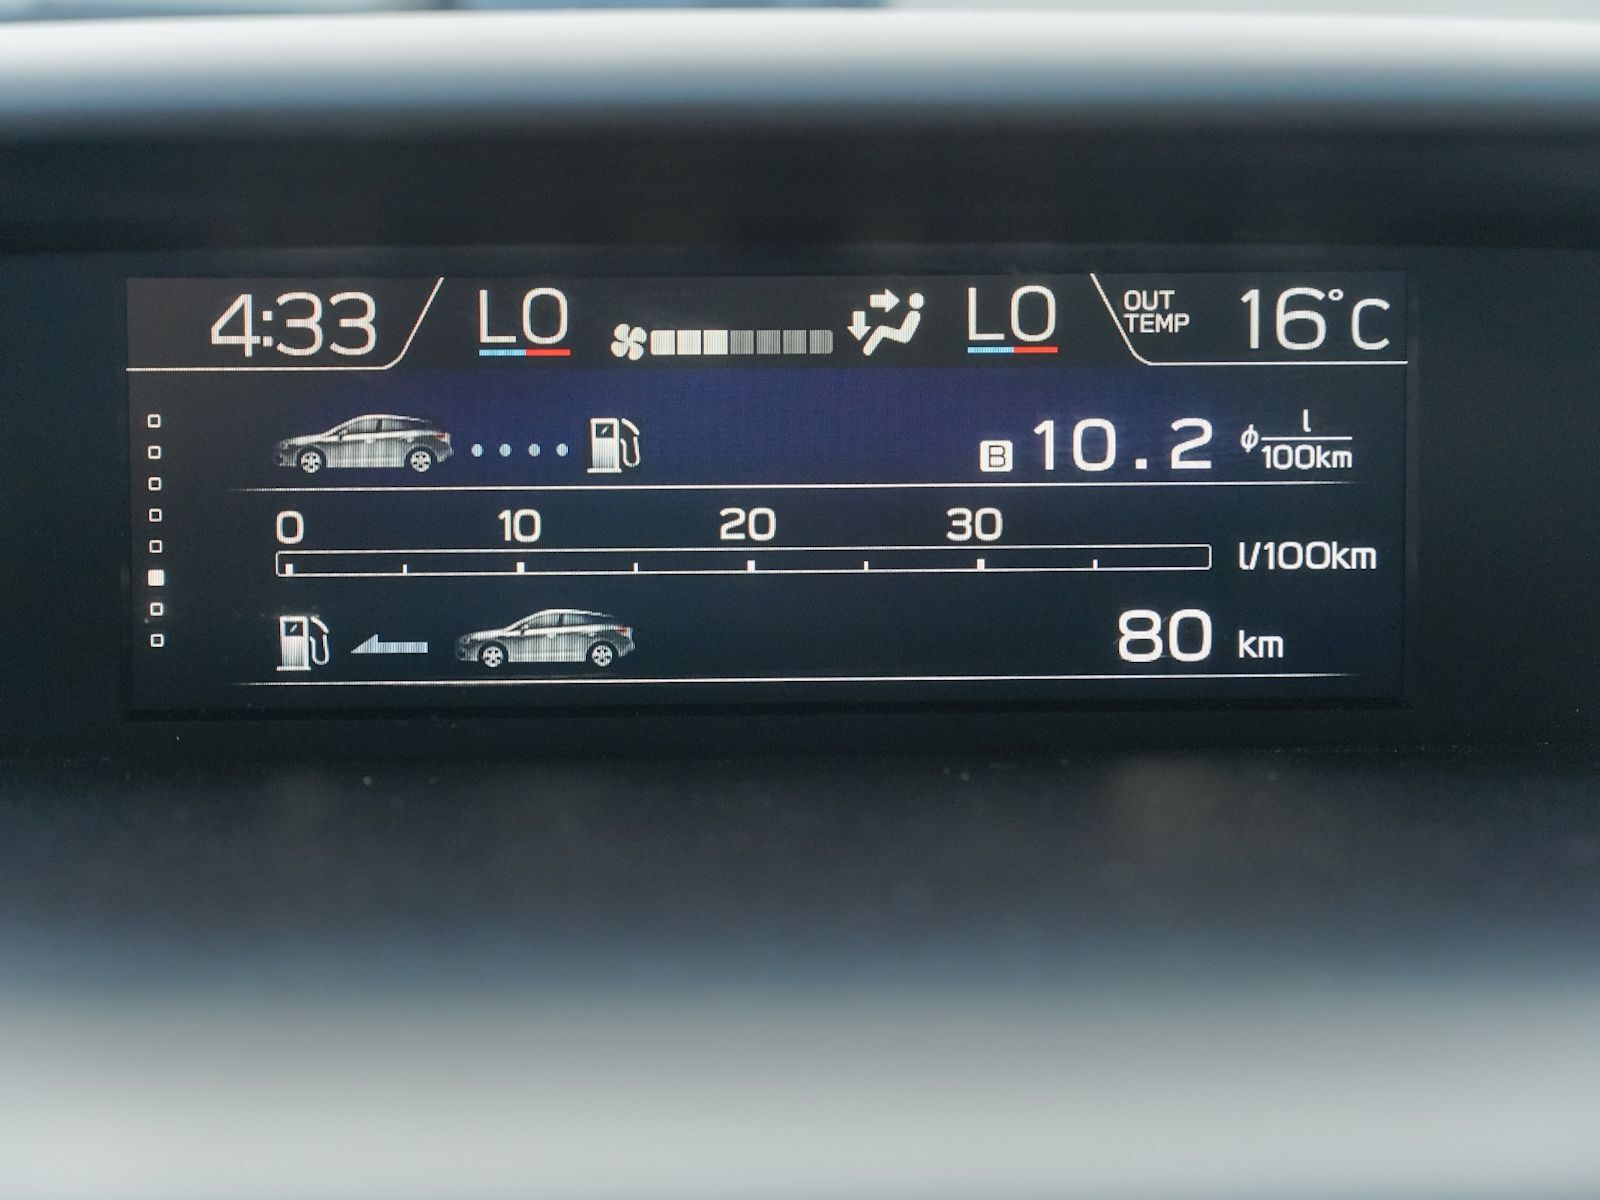 4:33 LO LO OUT TEMP 16°C
B 10.2 ϕ l/100km
0 10 20 30
l/100km
80 km